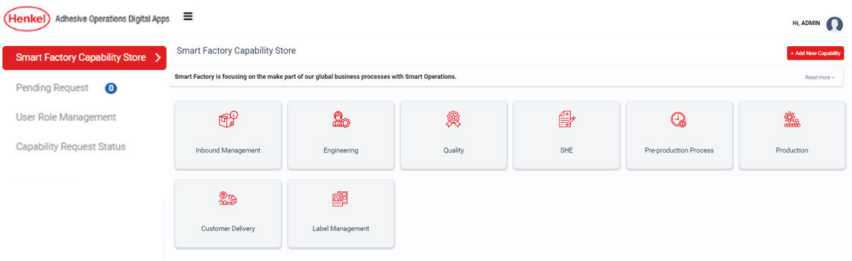 Henkel Adhesive Operations Digital Apps
Hi, ADMIN
Smart Factory Capability Store
Pending Request 0
User Role Management
Capability Request Status
Smart Factory Capability Store
+ Add New Capability
Smart Factory is focusing on the make part of our global business processes with Smart Operations.
Read more
Inbound Management
Engineering
Quality
SHE
Pre-production Process
Production
Customer Delivery
Label Management